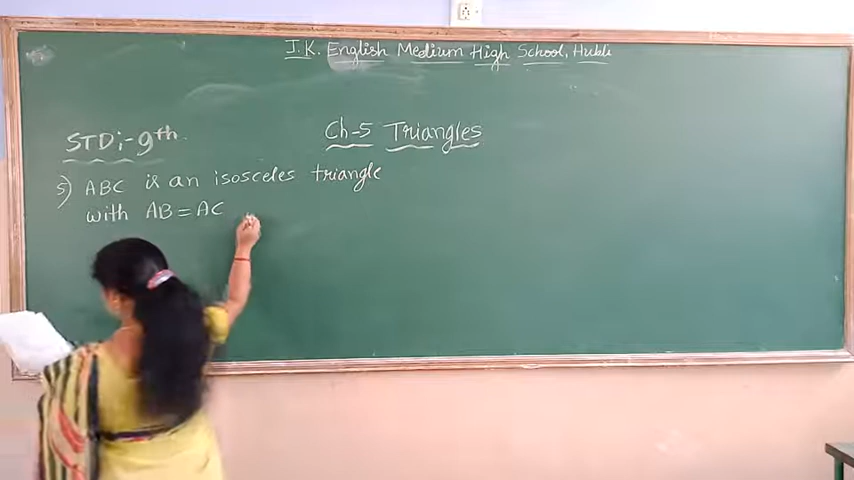 J.K. English Medium High School, Hubli
STD:- 9th.
Ch-5 Triangles
5) ABC is an isosceles triangle
with AB = AC